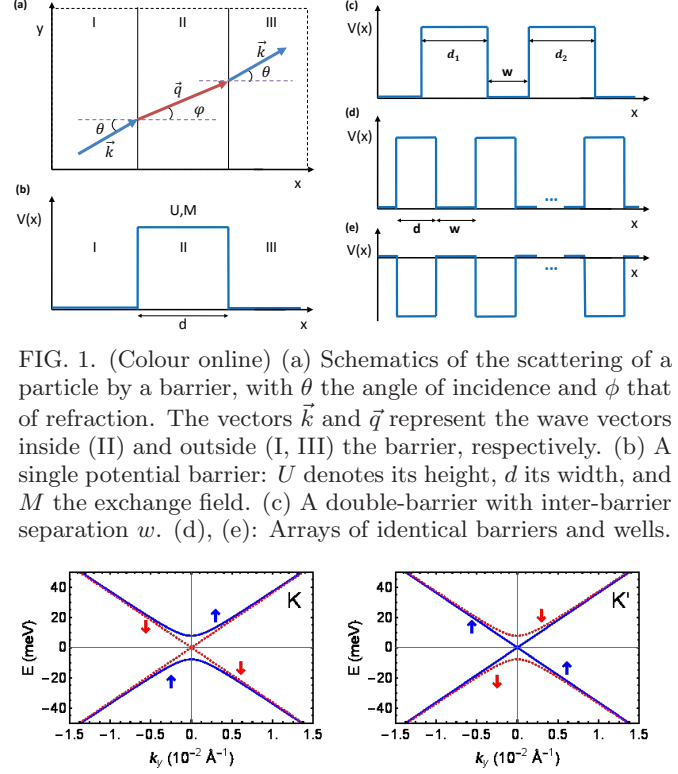 (a)
I
II
III
y
k⃗
θ
q⃗
θ
φ
k⃗
x
(b)
U,M
V(x)
I
II
III
d
x
(c)
V(x)
d1
d2
w
x
(d)
V(x)
...
d
w
x
(e)
V(x)
...
x
FIG. 1. (Colour online) (a) Schematics of the scattering of a
particle by a barrier, with θ the angle of incidence and ϕ that
of refraction. The vectors k⃗ and q⃗ represent the wave vectors
inside (II) and outside (I, III) the barrier, respectively. (b) A
single potential barrier: U denotes its height, d its width, and
M the exchange field. (c) A double-barrier with inter-barrier
separation w. (d), (e): Arrays of identical barriers and wells.
K
E (meV)
40
20
0
-20
-40
-1.5 -1. -0.5 0 0.5 1. 1.5
ky (10⁻² Å⁻¹)
K'
E (meV)
40
20
0
-20
-40
-1.5 -1. -0.5 0 0.5 1. 1.5
ky (10⁻² Å⁻¹)